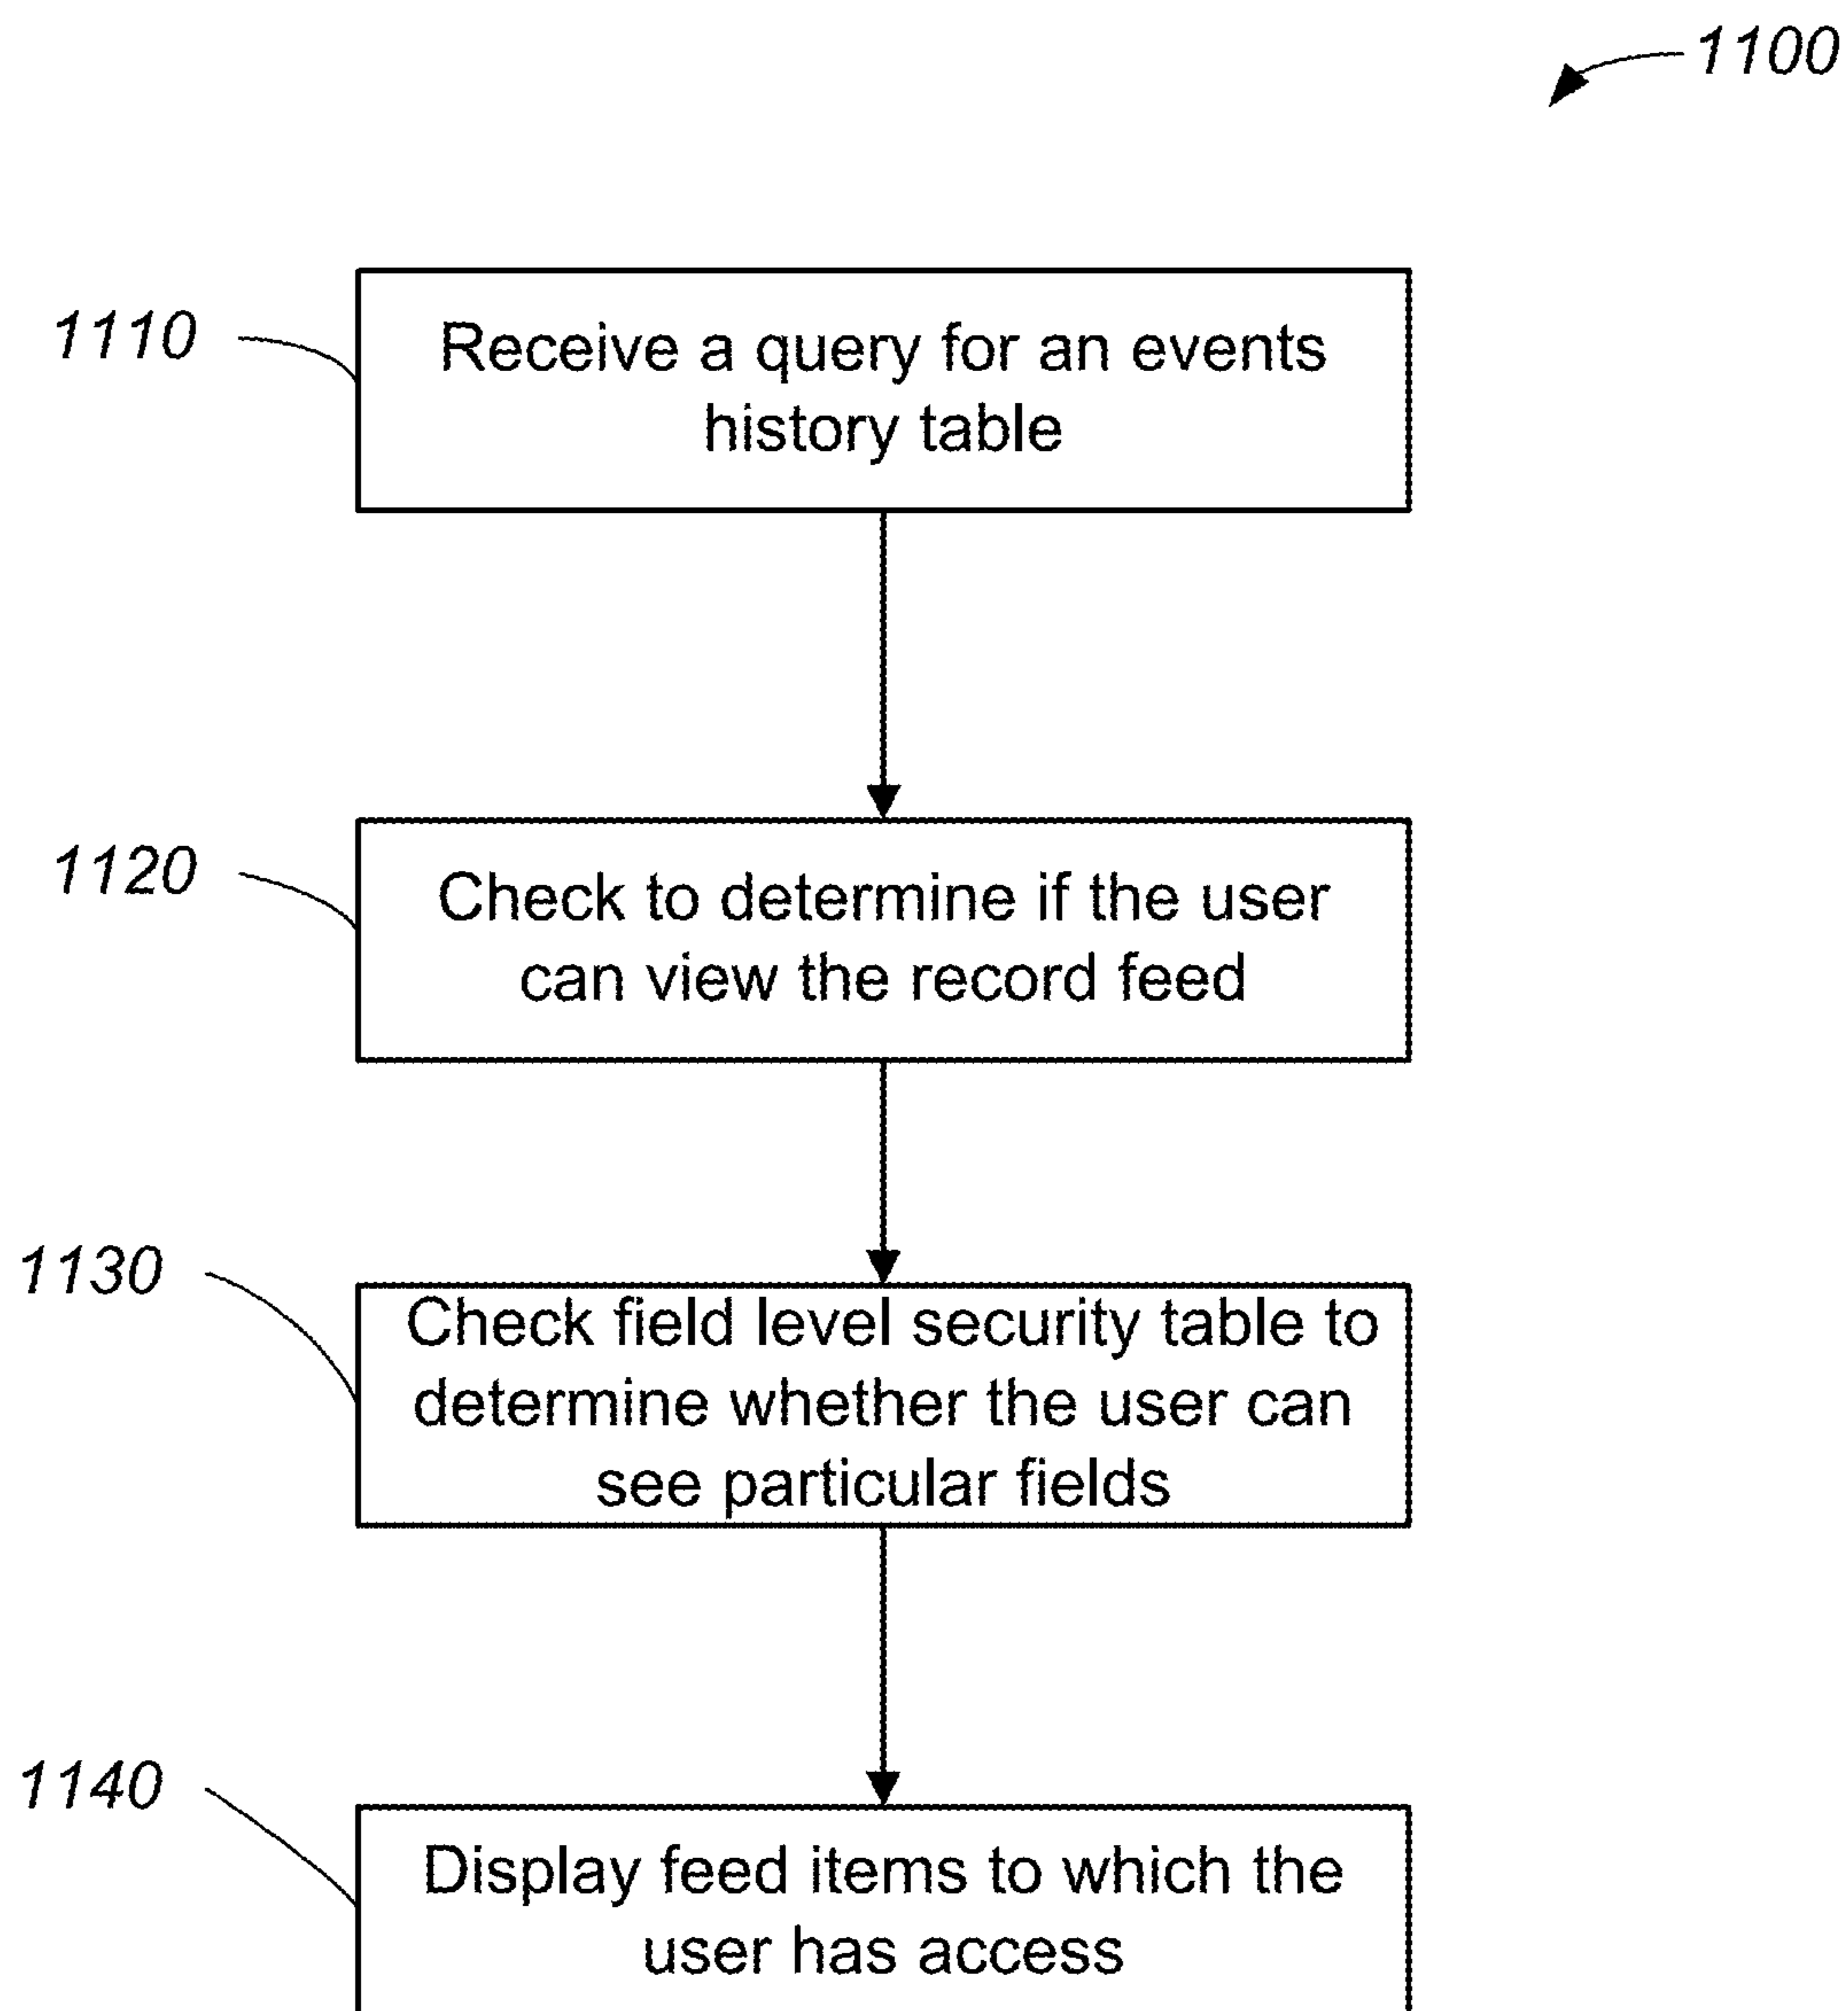 1100
1110
Receive a query for an events
history table
1120
Check to determine if the user
can view the record feed
1130
Check field level security table to
determine whether the user can
see particular fields
1140
Display feed items to which the
user has access